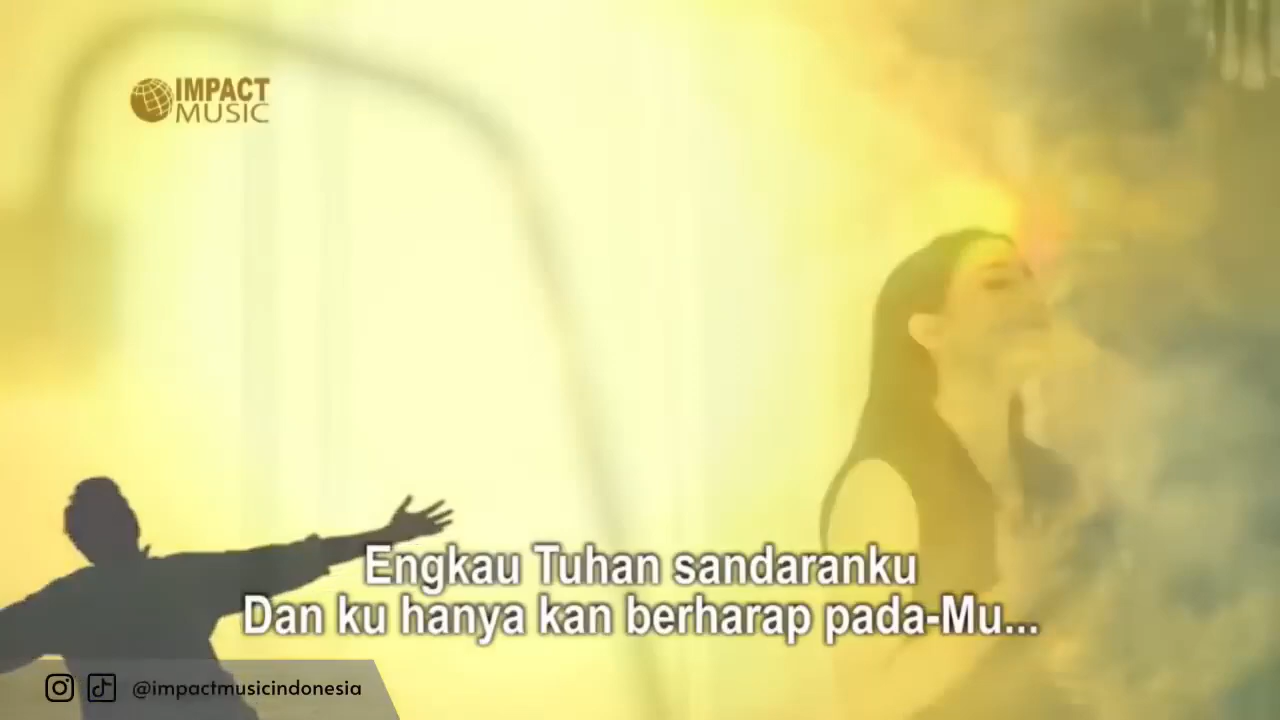 IMPACT
MUSIC
Engkau Tuhan sandaranku
Dan ku hanya kan berharap pada-Mu...
@impactmusicindonesia